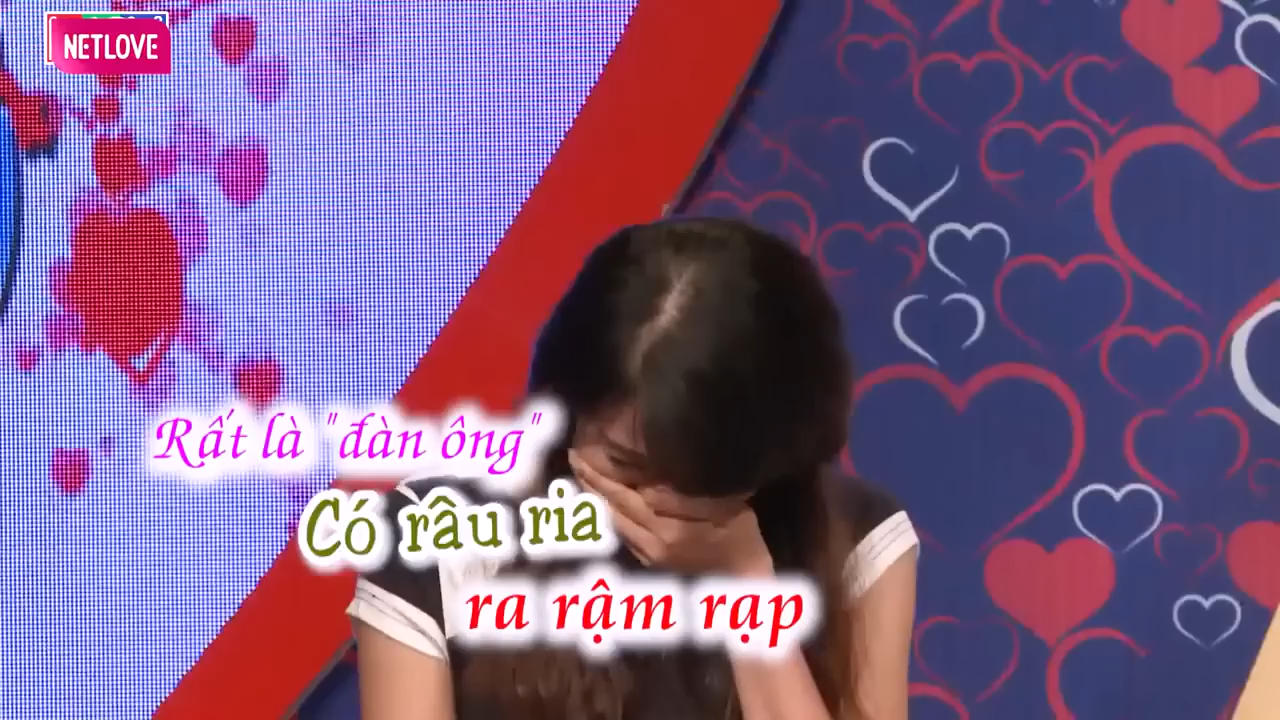 NETLOVE
Rất là "đàn ông"
Có râu ria
ra rậm rạp